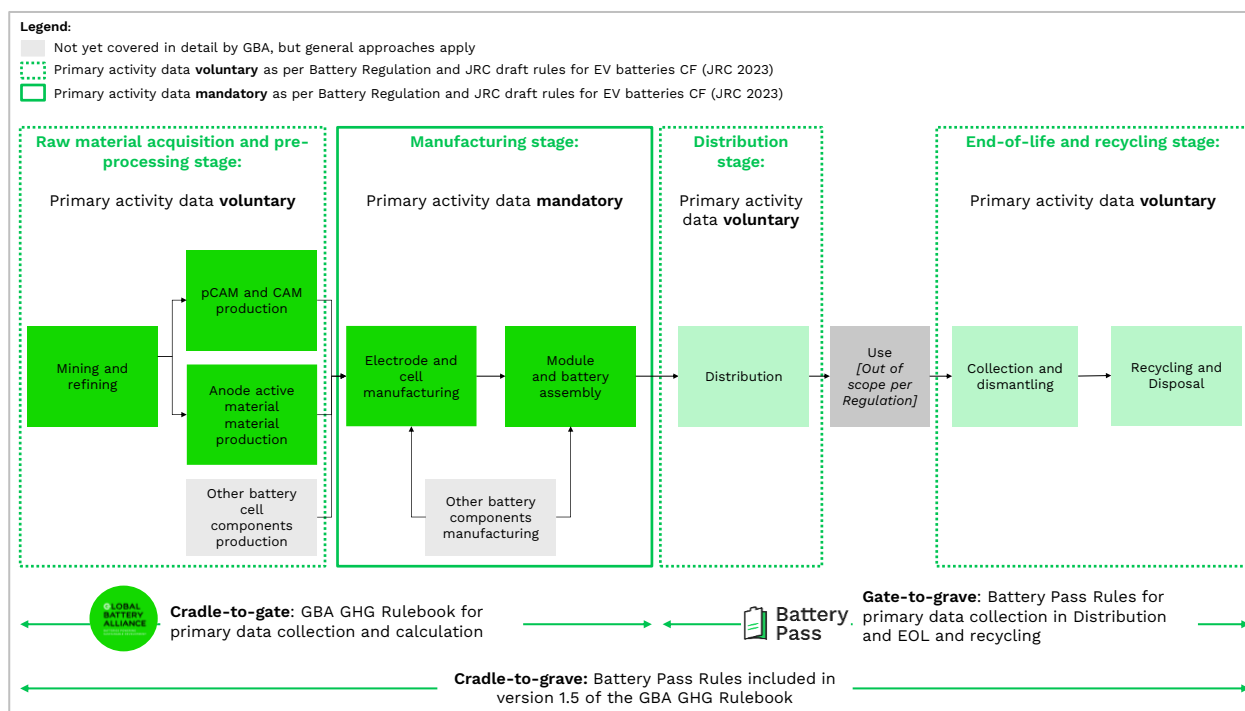 Legend:
Not yet covered in detail by GBA, but general approaches apply
Primary activity data voluntary as per Battery Regulation and JRC draft rules for EV batteries CF (JRC 2023)
Primary activity data mandatory as per Battery Regulation and JRC draft rules for EV batteries CF (JRC 2023)
Raw material acquisition and pre-
processing stage:
Primary activity data voluntary
Manufacturing stage:
Primary activity data mandatory
Distribution
stage:
Primary activity
data voluntary
End-of-life and recycling stage:
Primary activity data voluntary
Mining and
refining
pCAM and CAM
production
Anode active
material
material
production
Other battery
cell
components
production
Electrode and
cell
manufacturing
Module
and battery
assembly
Other battery
components
manufacturing
Distribution
Use
[Out of
scope per
Regulation]
Collection and
dismantling
Recycling and
Disposal
GLOBAL
BATTERY
ALLIANCE
Cradle-to-gate: GBA GHG Rulebook for
primary data collection and calculation
Battery
Pass
Gate-to-grave: Battery Pass Rules for
primary data collection in Distribution
and EOL and recycling
Cradle-to-grave: Battery Pass Rules included in
version 1.5 of the GBA GHG Rulebook